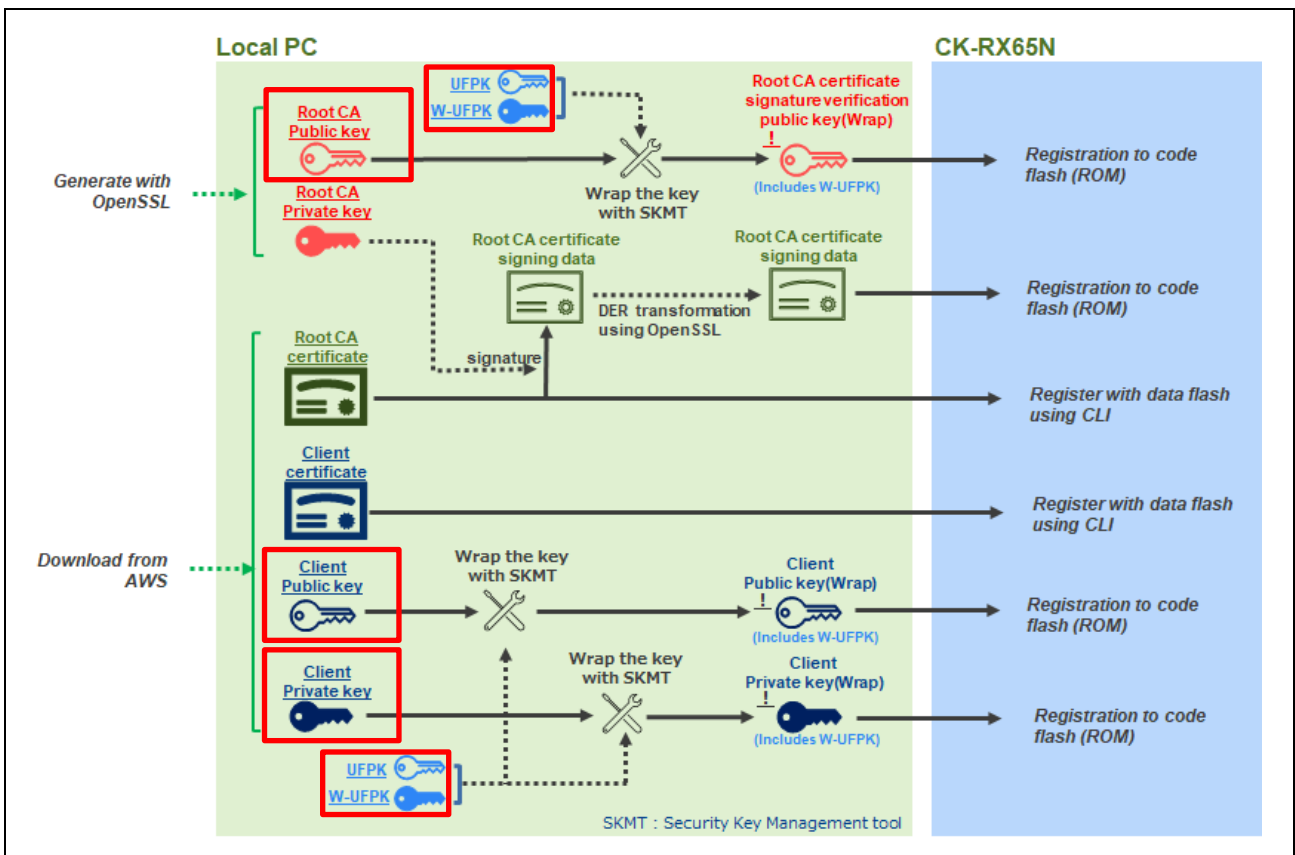 Local PC
CK-RX65N
UFPK
W-UFPK
Root CA
Public key
Root CA certificate
signature verification
public key(Wrap)
!
(Includes W-UFPK)
Wrap the key
with SKMT
Registration to code
flash (ROM)
Generate with
OpenSSL
Root CA
Private key
Root CA certificate
signing data
Root CA certificate
signing data
DER transformation
using OpenSSL
Registration to code
flash (ROM)
signature
Root CA
certificate
Register with data flash
using CLI
Client
certificate
Register with data flash
using CLI
Download from
AWS
Client
Public key
Wrap the key
with SKMT
Client
Public key(Wrap)
!
(Includes W-UFPK)
Registration to code
flash (ROM)
Client
Private key
Wrap the key
with SKMT
Client
Private key(Wrap)
!
(Includes W-UFPK)
Registration to code
flash (ROM)
UFPK
W-UFPK
SKMT : Security Key Management tool